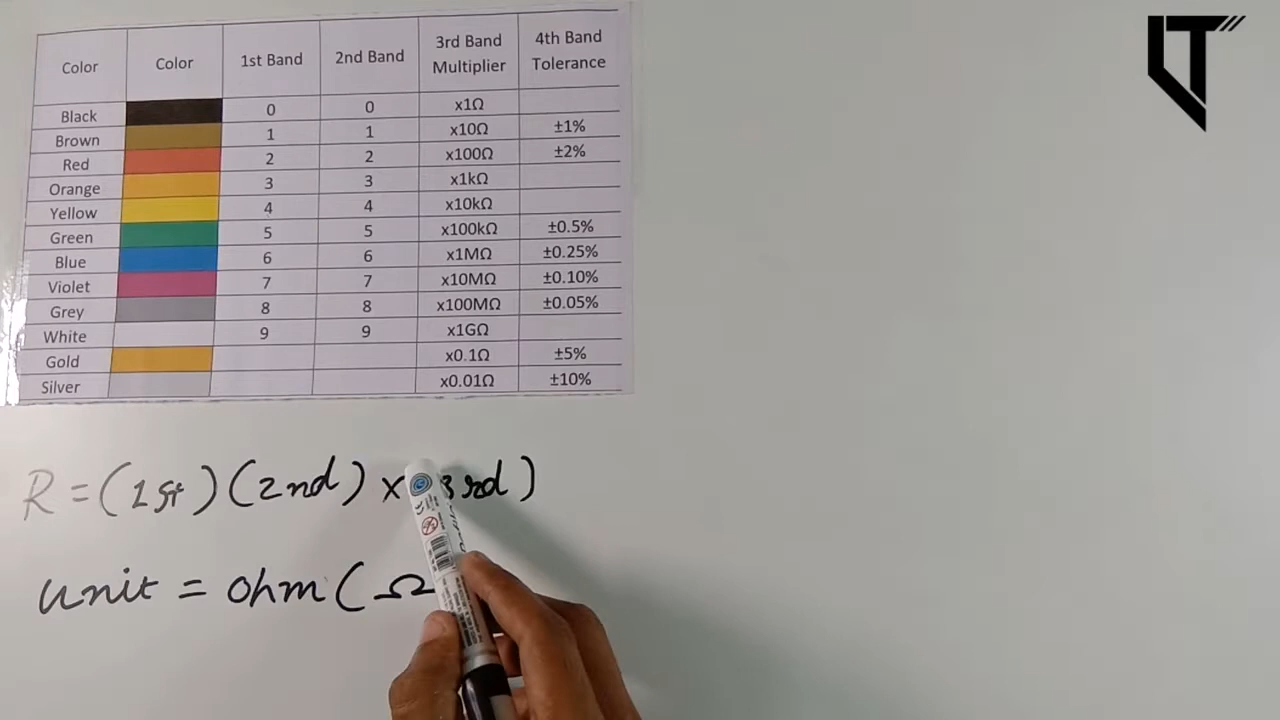 Color Color 1st Band 2nd Band 3rd Band Multiplier 4th Band Tolerance
Black 0 0 x1Ω
Brown 1 1 x10Ω ±1%
Red 2 2 x100Ω ±2%
Orange 3 3 x1kΩ
Yellow 4 4 x10kΩ
Green 5 5 x100kΩ ±0.5%
Blue 6 6 x1MΩ ±0.25%
Violet 7 7 x10MΩ ±0.10%
Grey 8 8 x100MΩ ±0.05%
White 9 9 x1GΩ
Gold x0.1Ω ±5%
Silver x0.01Ω ±10%
R = (1st) (2nd) x 3rd)
unit = ohm ( Ω
LT